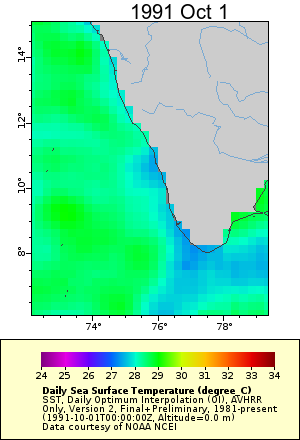 1991 Oct 1
14°
12°
10°
8°
74°
76°
78°
24 25 26 27 28 29 30 31 32 33 34
Daily Sea Surface Temperature (degree_C)
SST, Daily Optimum Interpolation (OI), AVHRR
Only, Version 2, Final+Preliminary, 1981-present
(1991-10-01T00:00:00Z, Altitude=0.0 m)
Data courtesy of NOAA NCEI